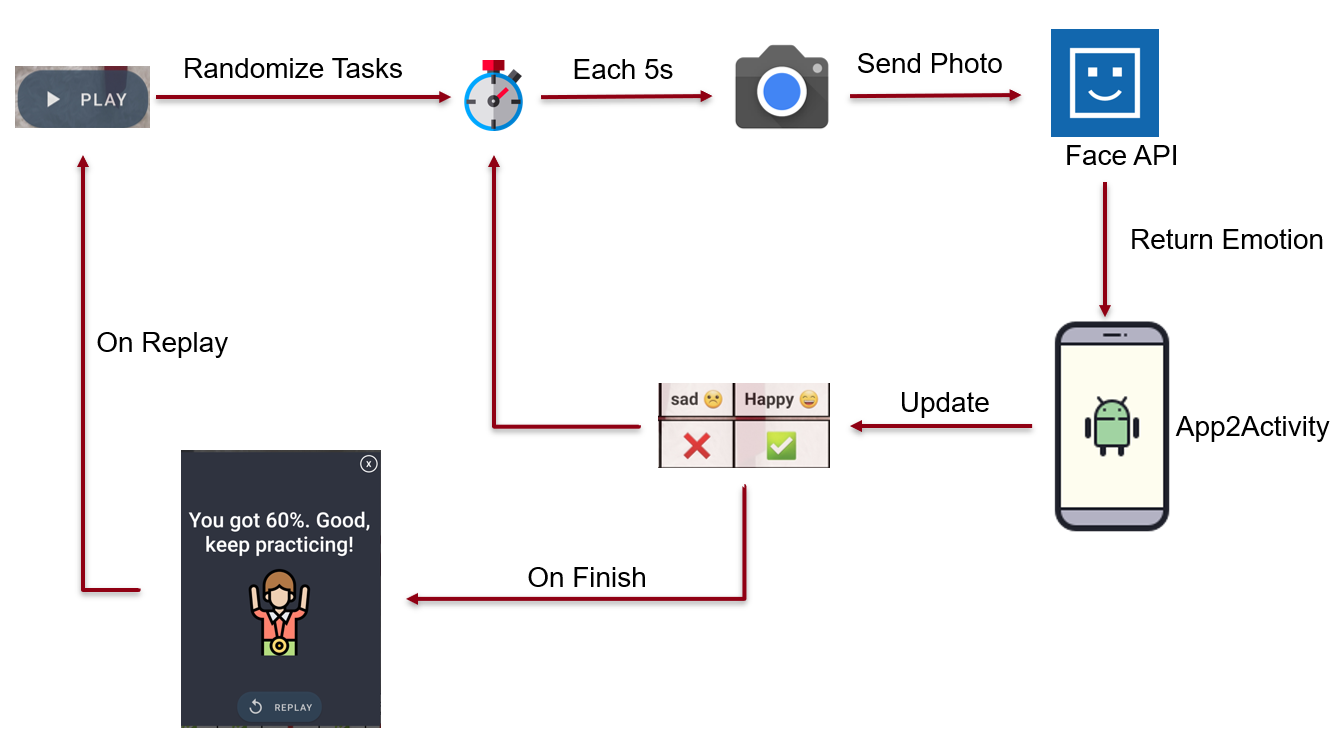 PLAY
Randomize Tasks
Each 5s
Send Photo
Face API
Return Emotion
On Replay
sad 🙁 Happy 😄
Update
App2Activity
X
You got 60%. Good,
keep practicing!
On Finish
REPLAY